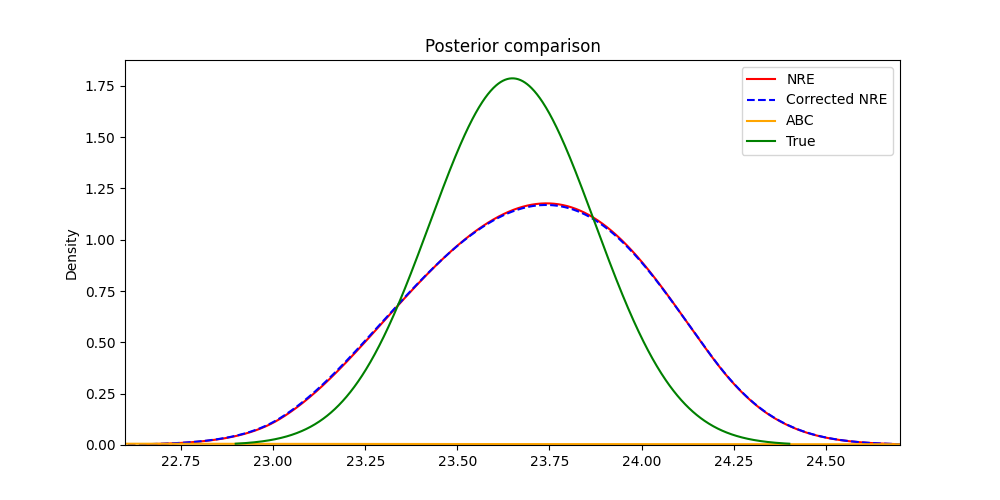 Posterior comparison
NRE
Corrected NRE
ABC
True
Density
1.75
1.50
1.25
1.00
0.75
0.50
0.25
0.00
22.75 23.00 23.25 23.50 23.75 24.00 24.25 24.50